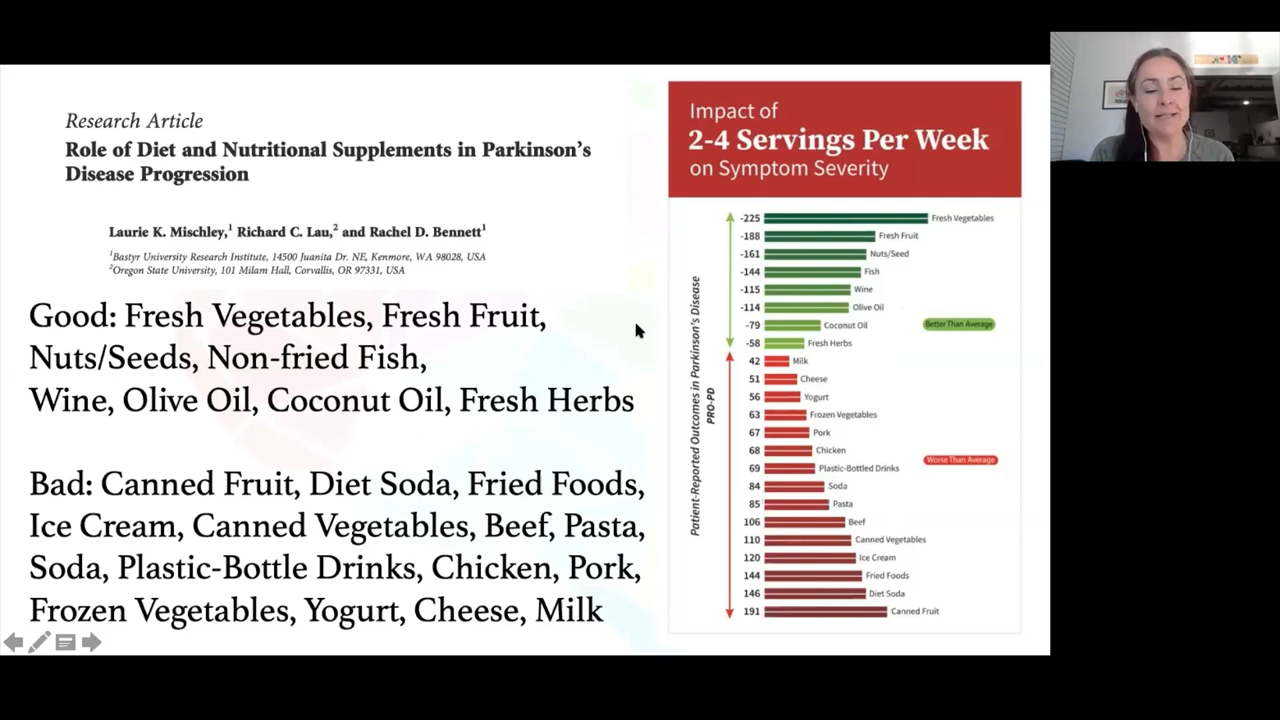 Research Article
Role of Diet and Nutritional Supplements in Parkinson's
Disease Progression
Laurie K. Mischley,1 Richard C. Lau,2 and Rachel D. Bennett1
1Bastyr University Research Institute, 14500 Juanita Dr. NE, Kenmore, WA 98028, USA
2Oregon State University, 101 Milam Hall, Corvallis, OR 97331, USA
Good: Fresh Vegetables, Fresh Fruit,
Nuts/Seeds, Non-fried Fish,
Wine, Olive Oil, Coconut Oil, Fresh Herbs
Bad: Canned Fruit, Diet Soda, Fried Foods,
Ice Cream, Canned Vegetables, Beef, Pasta,
Soda, Plastic-Bottle Drinks, Chicken, Pork,
Frozen Vegetables, Yogurt, Cheese, Milk
Impact of
2-4 Servings Per Week
on Symptom Severity
Patient-Reported Outcomes in Parkinson's Disease
PRO-PD
-225 Fresh Vegetables
-188 Fresh Fruit
-161 Nuts/Seed
-144 Fish
-115 Wine
-114 Olive Oil
-79 Coconut Oil
Better Than Average
-58 Fresh Herbs
42 Milk
51 Cheese
56 Yogurt
63 Frozen Vegetables
67 Pork
68 Chicken
Worse Than Average
69 Plastic-Bottled Drinks
84 Soda
85 Pasta
106 Beef
110 Canned Vegetables
120 Ice Cream
144 Fried Foods
146 Diet Soda
191 Canned Fruit